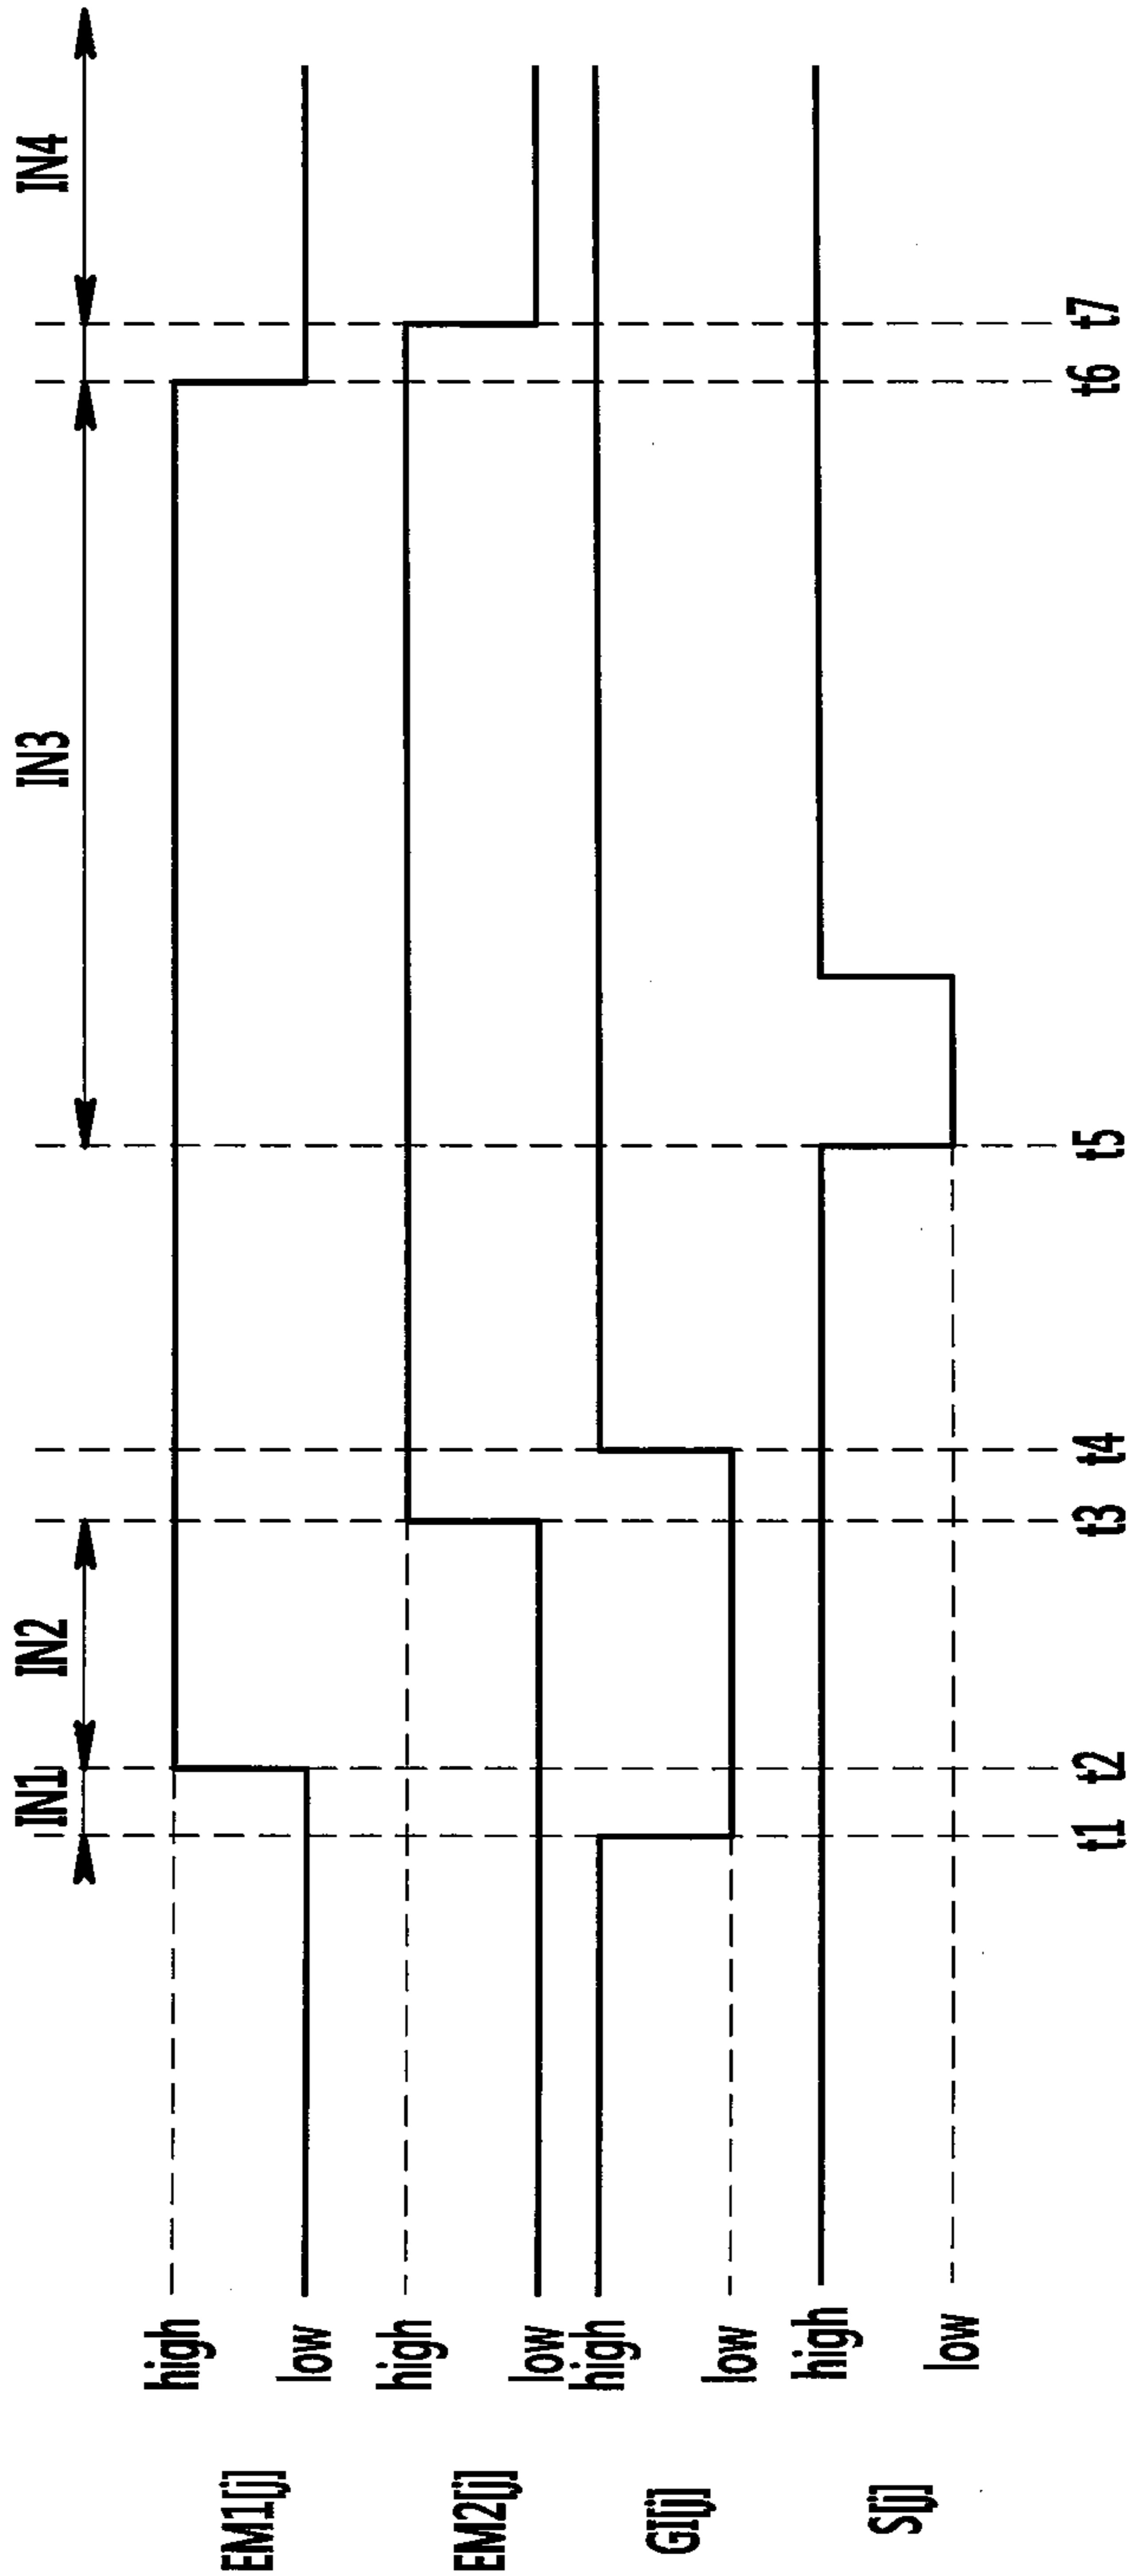 IN1 IN2 IN3 IN4
EM1[j] high
low
EM2[j] high
low
GI[j] high
low
S[j] high
low
t1 t2 t3 t4 t5 t6 t7